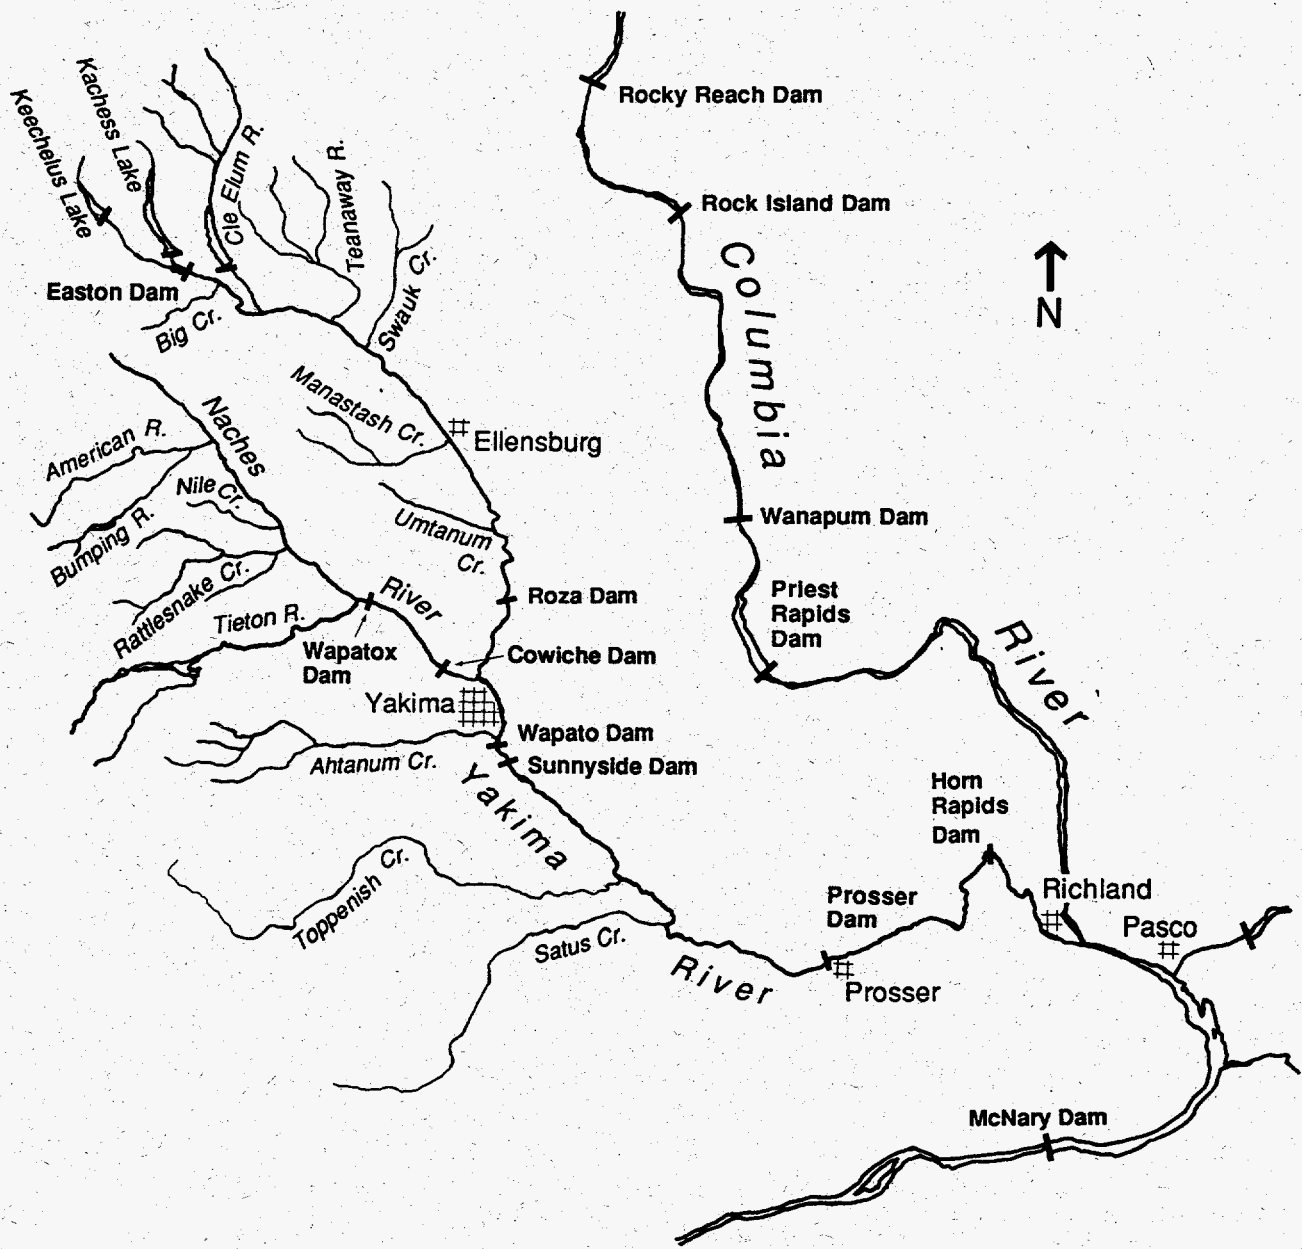 Rocky Reach Dam
Kachess Lake
Keechelus Lake
Cle Elum R.
Teanaway R.
Rock Island Dam
Swauk Cr.
Easton Dam
Big Cr.
N
Columbia
River
Manastash Cr.
Ellensburg
Naches
River
American R.
Nile Cr.
Bumping R.
Umtanum
Cr.
Wanapum Dam
Rattlesnake Cr.
Roza Dam
Priest
Rapids
Dam
Tieton R.
Wapatox
Dam
Cowiche Dam
Yakima
Wapato Dam
Ahtanum Cr.
Sunnyside Dam
Yakima
River
Horn
Rapids
Dam
Toppenish Cr.
Prosser
Dam
Richland
Pasco
Satus Cr.
Prosser
McNary Dam